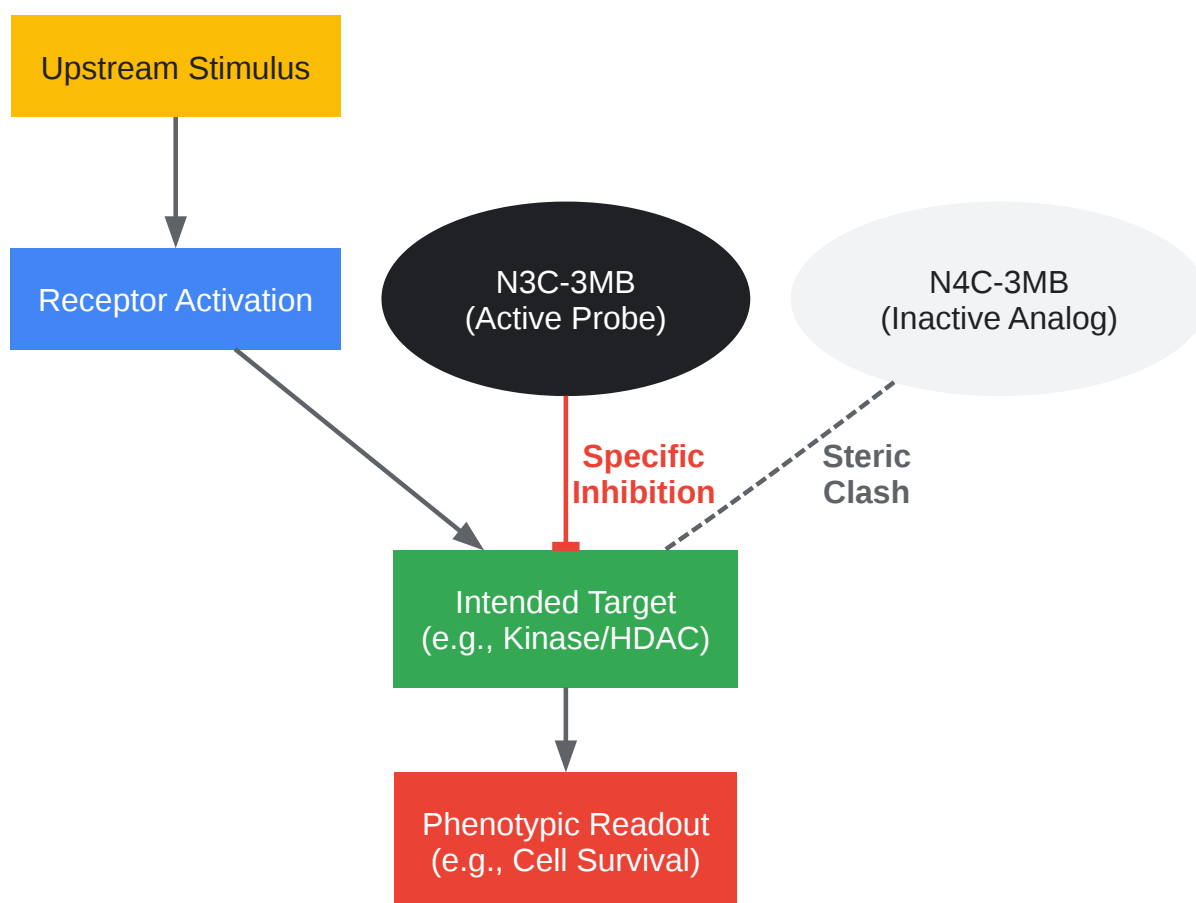 Upstream Stimulus
Receptor Activation
N3C-3MB
(Active Probe)
N4C-3MB
(Inactive Analog)
Specific
Inhibition
Steric
Clash
Intended Target
(e.g., Kinase/HDAC)
Phenotypic Readout
(e.g., Cell Survival)